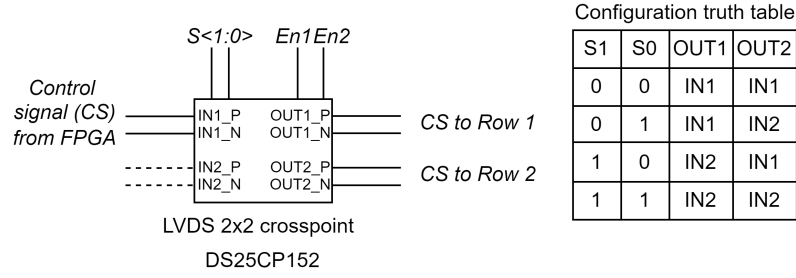 Configuration truth table
S<1:0> En1 En2
Control
signal (CS)
from FPGA
IN1_P OUT1_P
IN1_N OUT1_N
IN2_P OUT2_P
IN2_N OUT2_N
CS to Row 1
CS to Row 2
LVDS 2x2 crosspoint
DS25CP152
S1 S0 OUT1 OUT2
0 0 IN1 IN1
0 1 IN1 IN2
1 0 IN2 IN1
1 1 IN2 IN2